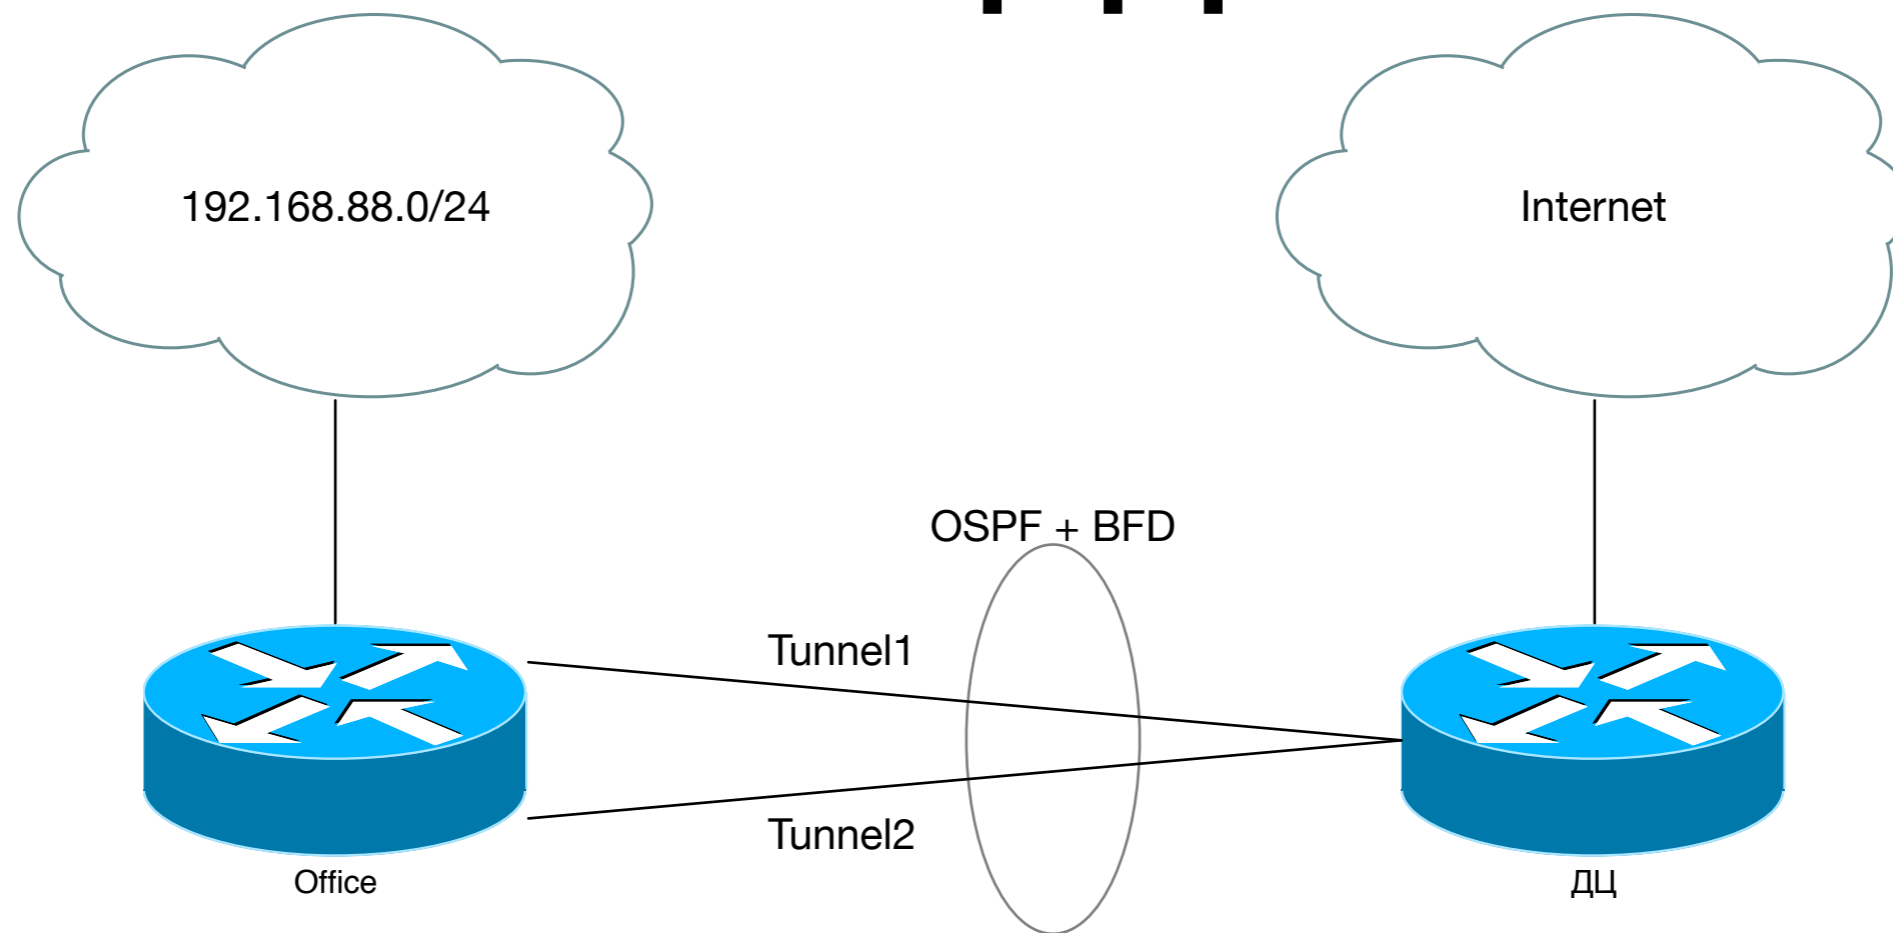 192.168.88.0/24
Internet
OSPF + BFD
Tunnel1
Tunnel2
Office
ДЦ